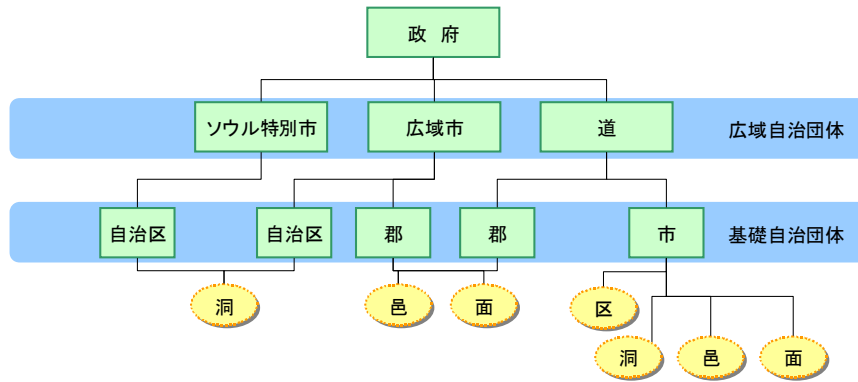 政 府
ソウル特別市
広域市
道
広域自治団体
自治区
自治区
郡
郡
市
基礎自治団体
洞
邑
面
区
洞
邑
面